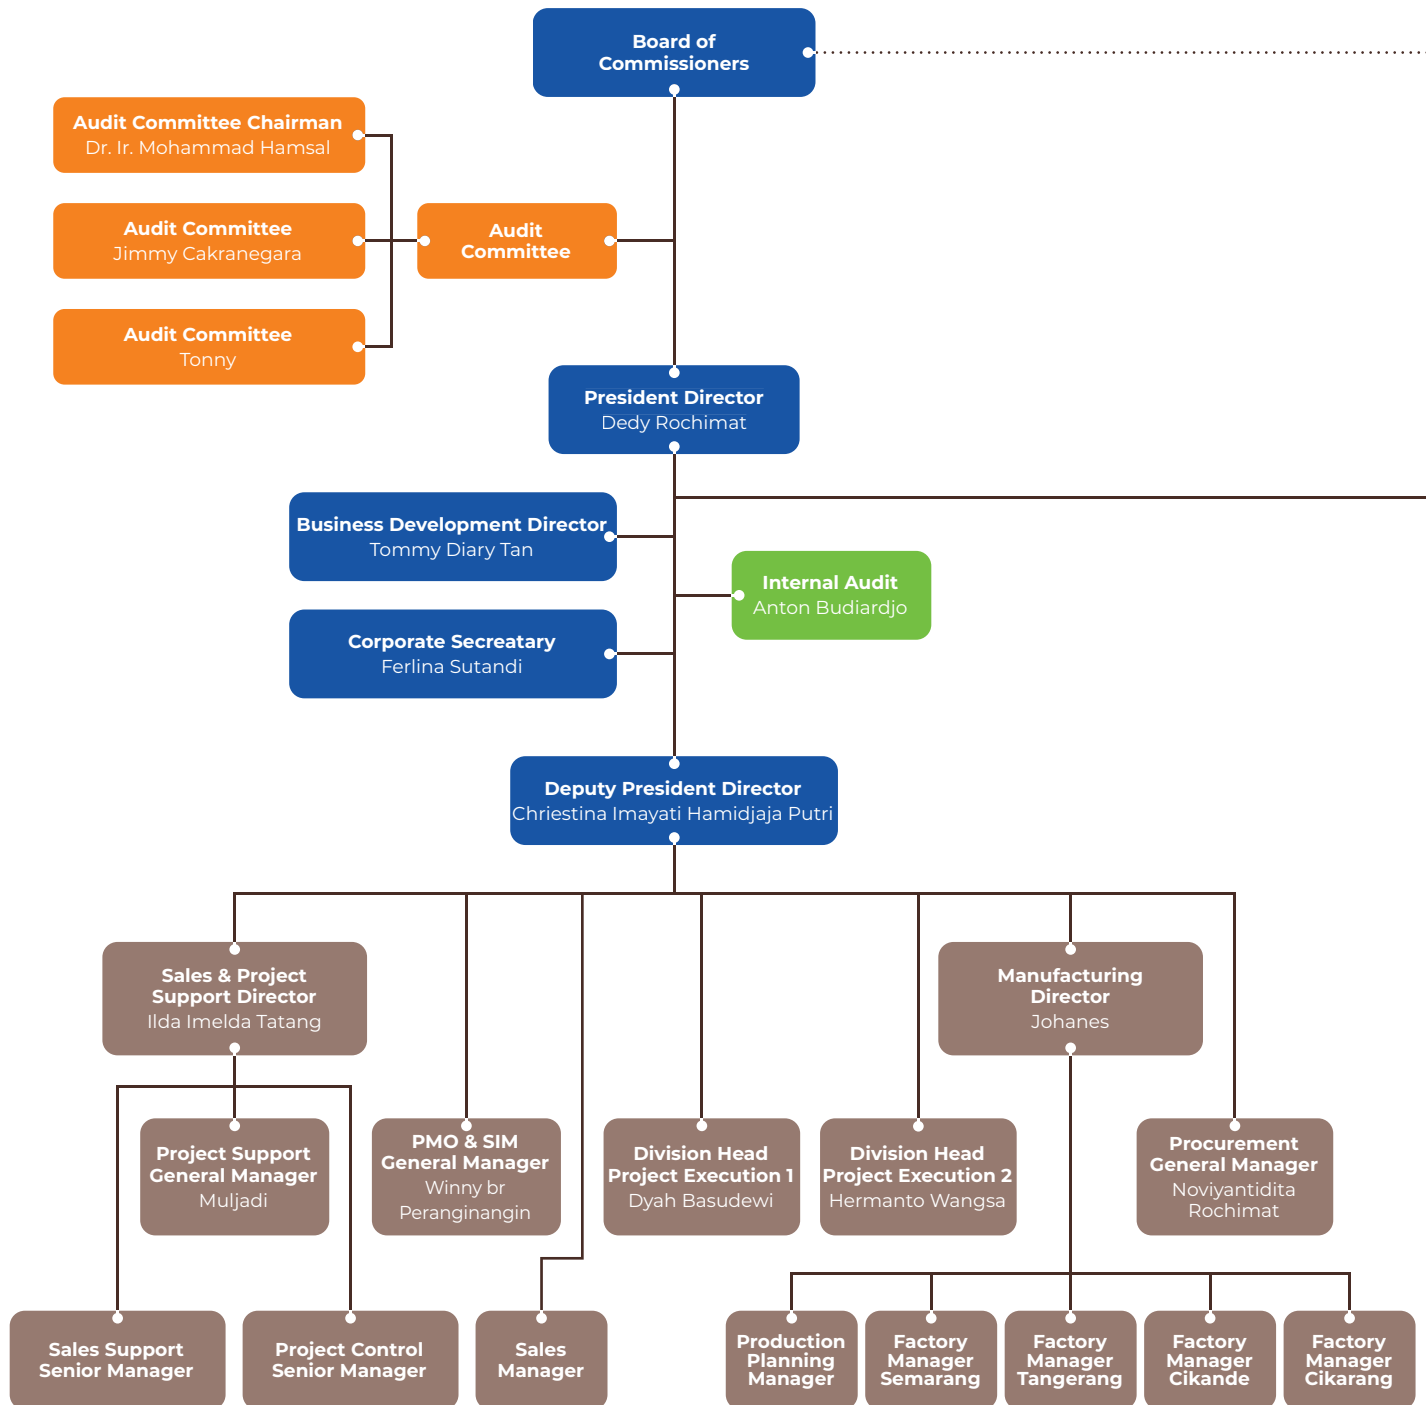 Board of
Commissioners
Audit Committee Chairman
Dr. Ir. Mohammad Hamsal
Audit Committee
Jimmy Cakranegara
Audit
Committee
Audit Committee
Tonny
President Director
Dedy Rochimat
Business Development Director
Tommy Diary Tan
Internal Audit
Anton Budiardjo
Corporate Secreatary
Ferlina Sutandi
Deputy President Director
Chriestina Imayati Hamidjaja Putri
Sales & Project
Support Director
Ilda Imelda Tatang
Manufacturing
Director
Johanes
Project Support
General Manager
Muljadi
PMO & SIM
General Manager
Winny br
Peranginangin
Division Head
Project Execution 1
Dyah Basudewi
Division Head
Project Execution 2
Hermanto Wangsa
Procurement
General Manager
Noviyantidita
Rochimat
Sales Support
Senior Manager
Project Control
Senior Manager
Sales
Manager
Production
Planning
Manager
Factory
Manager
Semarang
Factory
Manager
Tangerang
Factory
Manager
Cikande
Factory
Manager
Cikarang